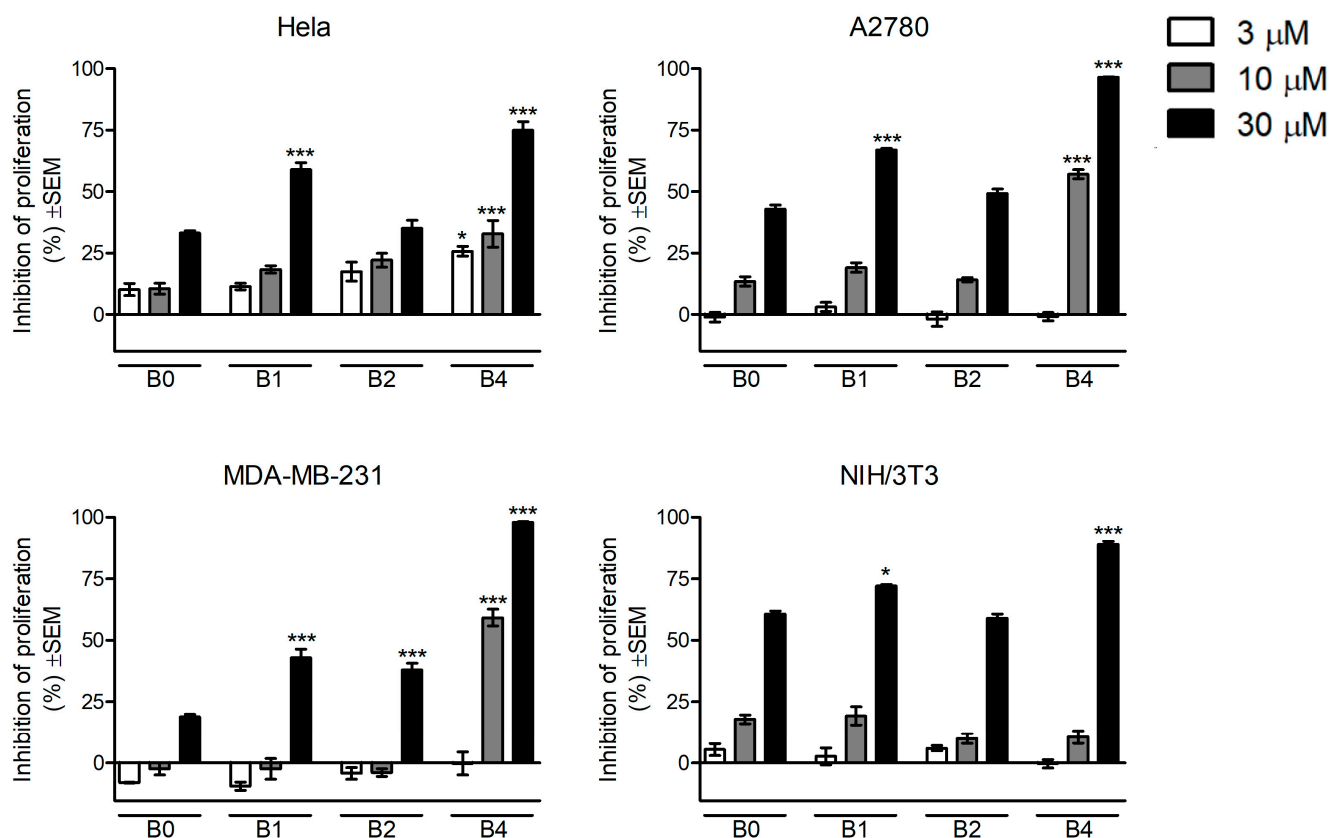 Hela
Inhibition of proliferation
(%) ±SEM
100
75
50
25
0
***
*
***
***
B0 B1 B2 B4
A2780
Inhibition of proliferation
(%) ±SEM
100
75
50
25
0
***
***
***
B0 B1 B2 B4
3 µM
10 µM
30 µM
MDA-MB-231
Inhibition of proliferation
(%) ±SEM
100
75
50
25
0
***
***
***
***
B0 B1 B2 B4
NIH/3T3
Inhibition of proliferation
(%) ±SEM
100
75
50
25
0
*
***
B0 B1 B2 B4